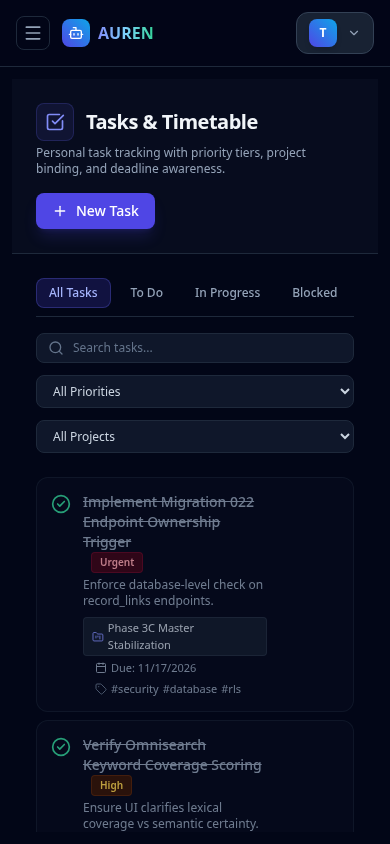 AUREN
T
Tasks & Timetable
Personal task tracking with priority tiers, project
binding, and deadline awareness.
New Task
All Tasks
To Do
In Progress
Blocked
Search tasks...
All Priorities
All Projects
Implement Migration 022
Endpoint Ownership
Trigger
Urgent
Enforce database-level check on
record_links endpoints.
Phase 3C Master
Stabilization
Due: 11/17/2026
#security #database #rls
Verify Omnisearch
Keyword Coverage Scoring
High
Ensure UI clarifies lexical
coverage vs semantic certainty.